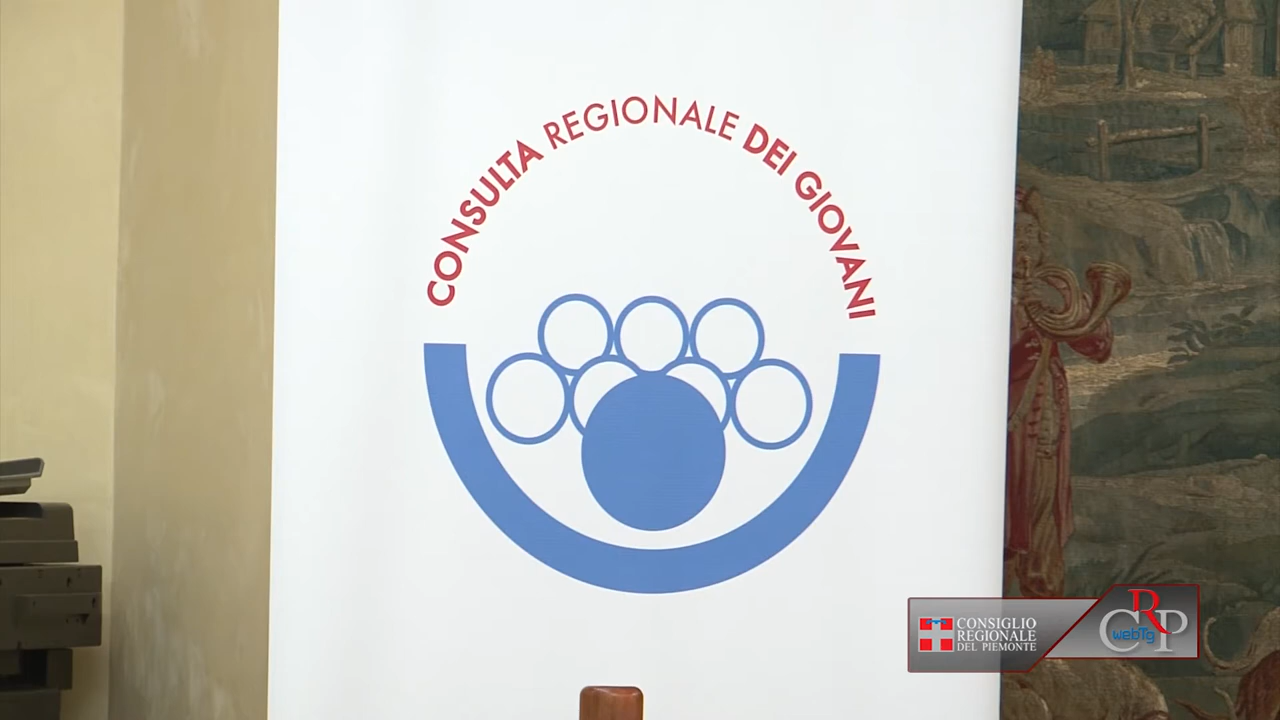 CONSULTA REGIONALE DEI GIOVANI
CONSIGLIO
REGIONALE
DEL PIEMONTE
CRP
webTg